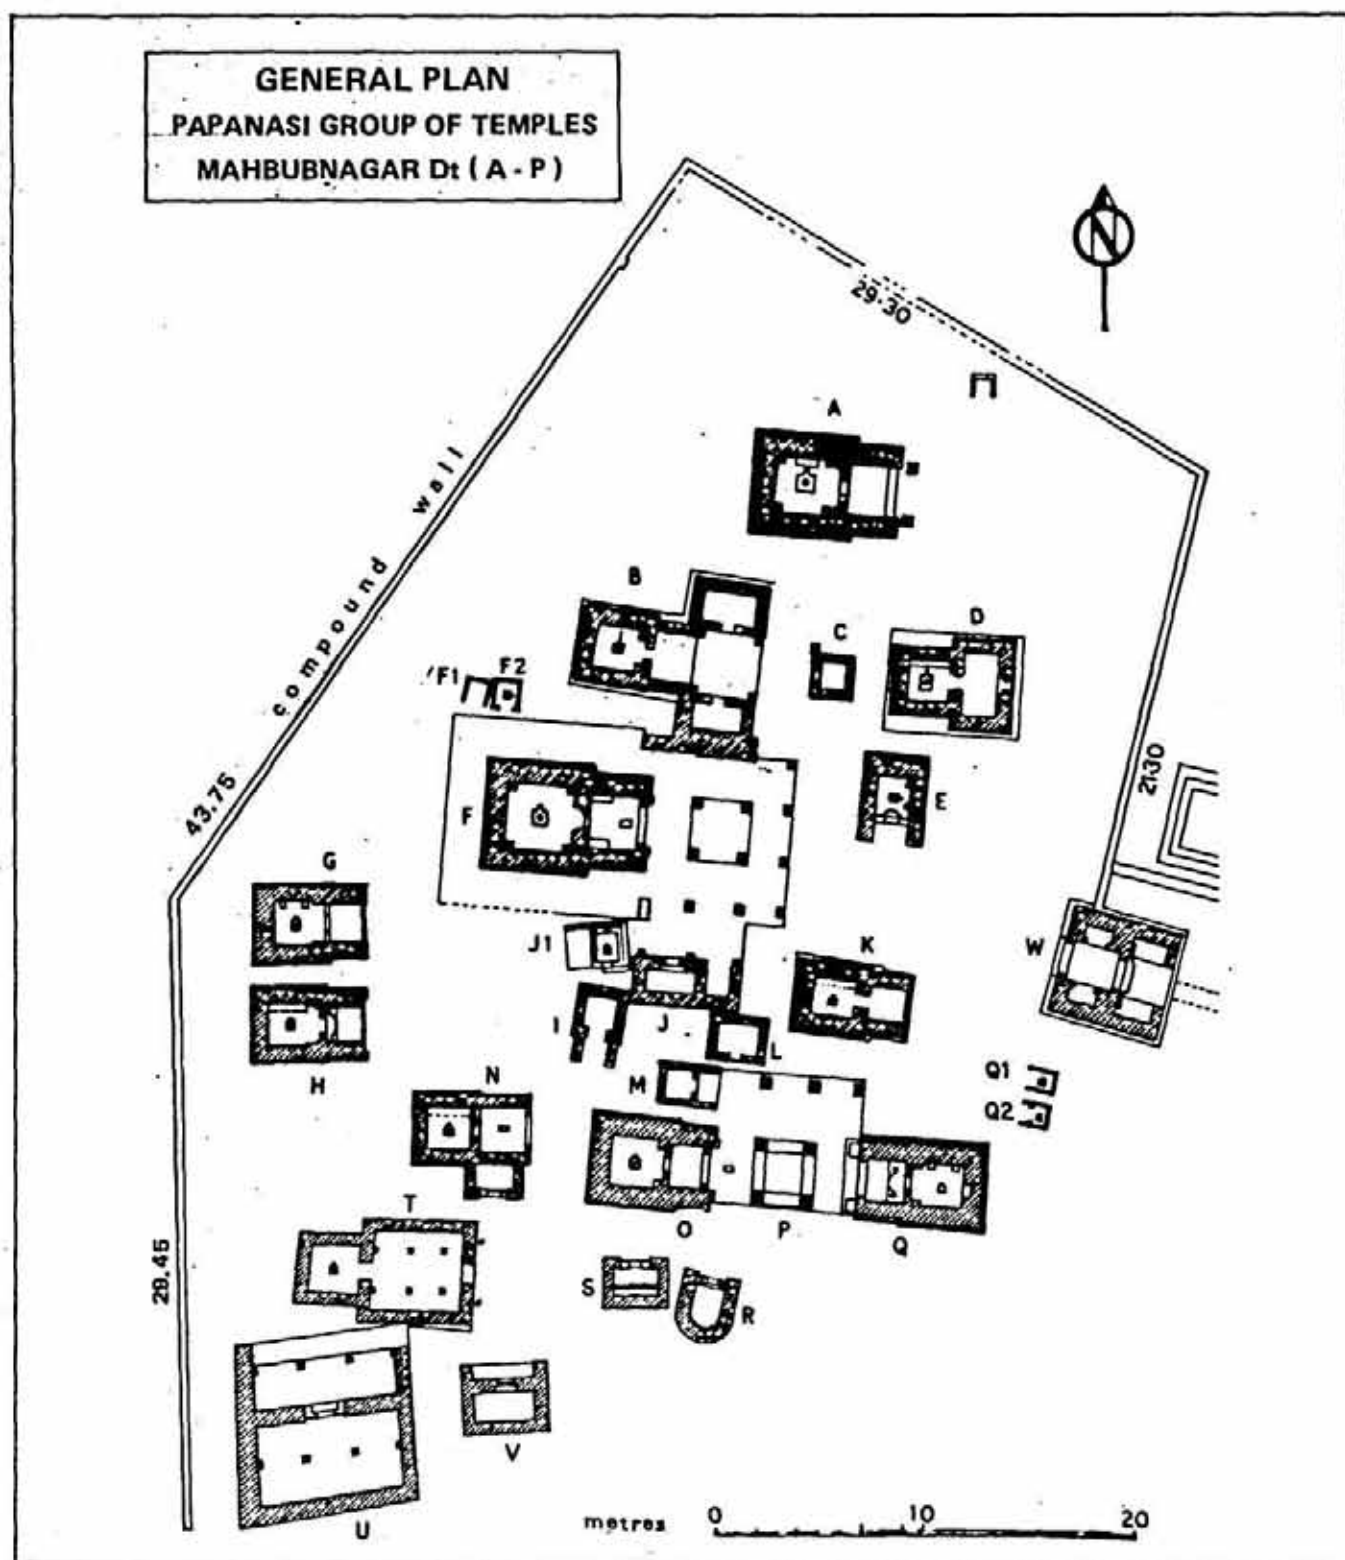 GENERAL PLAN
PAPANASI GROUP OF TEMPLES
MAHBUBNAGAR Dt ( A - P )
N
29·30
A
compound wall
B
C
D
F1
F2
43.75
F
E
21·30
G
J1
K
W
I
J
L
H
N
M
Q1
Q2
T
O
P
Q
29.45
S
R
V
U
metres 0 10 20